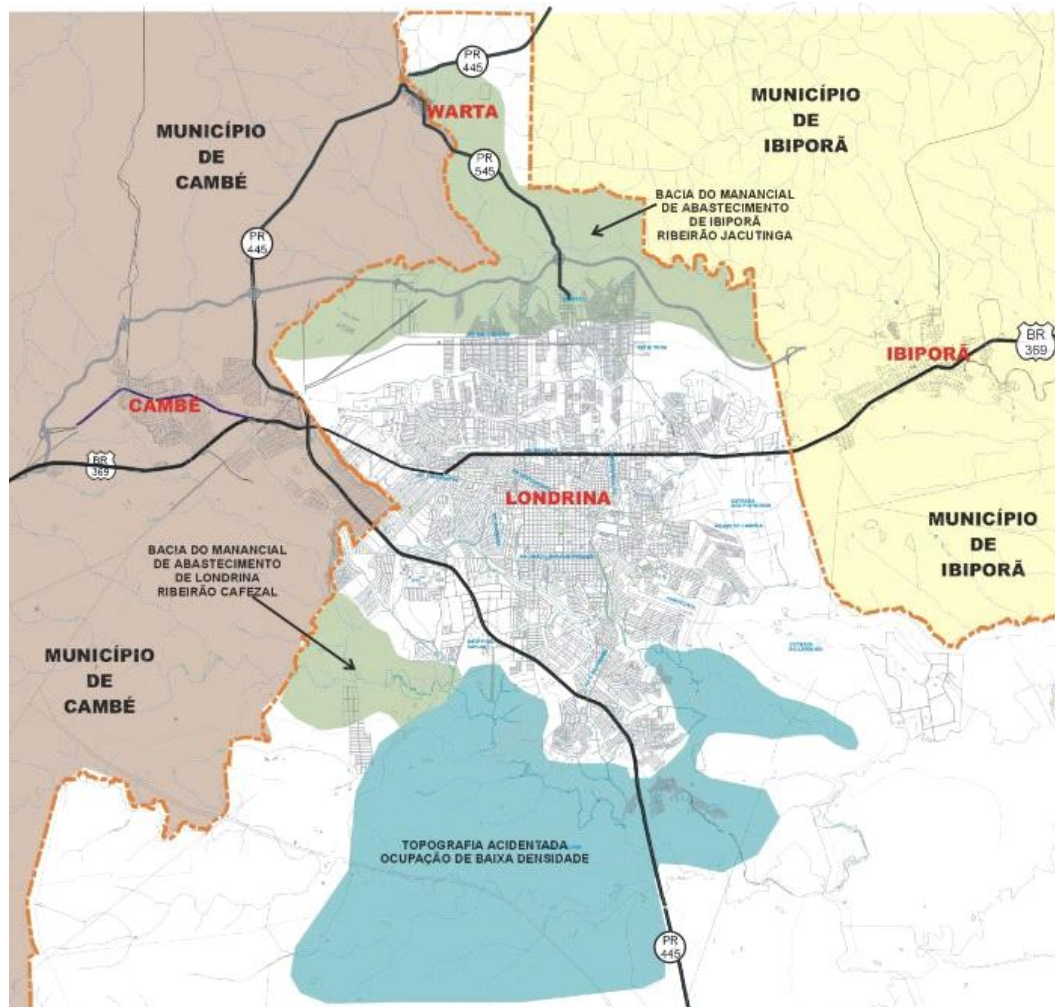 PR
445
WARTA
MUNICÍPIO
DE
IBIPORÃ
MUNICÍPIO
DE
CAMBÉ
PR
545
BACIA DO MANANCIAL
DE ABASTECIMENTO
DE IBIPORÃ
RIBEIRÃO JACUTINGA
PR
445
IBIPORÃ
BR
369
CAMBÉ
BR
369
LONDRINA
MUNICÍPIO
DE
IBIPORÃ
BACIA DO MANANCIAL
DE ABASTECIMENTO
DE LONDRINA
RIBEIRÃO CAFEZAL
MUNICÍPIO
DE
CAMBÉ
TOPOGRAFIA ACIDENTADA
OCUPAÇÃO DE BAIXA DENSIDADE
PR
445